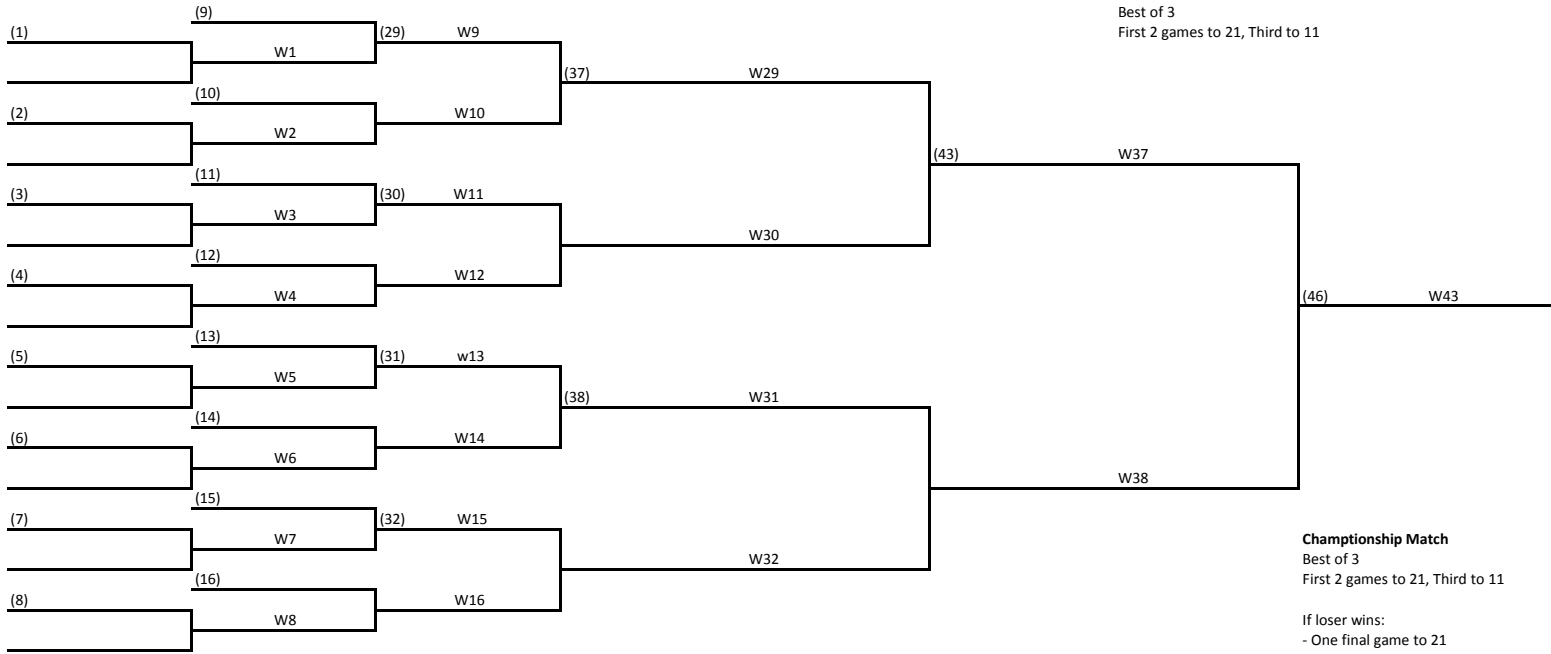 (9)
Best of 3
(1)
(29) W9
First 2 games to 21, Third to 11
W1
(37) W29
(10)
(2)
W10
W2
(43) W37
(11)
(3)
(30) W11
W3
W30
(12)
(4)
W12
W4
(46) W43
(13)
(5)
(31) w13
W5
(38) W31
(14)
(6)
W14
W6
W38
(15)
(7)
(32) W15
W7
Champtionship Match
W32
Best of 3
(16)
First 2 games to 21, Third to 11
(8)
W16
W8
If loser wins:
- One final game to 21